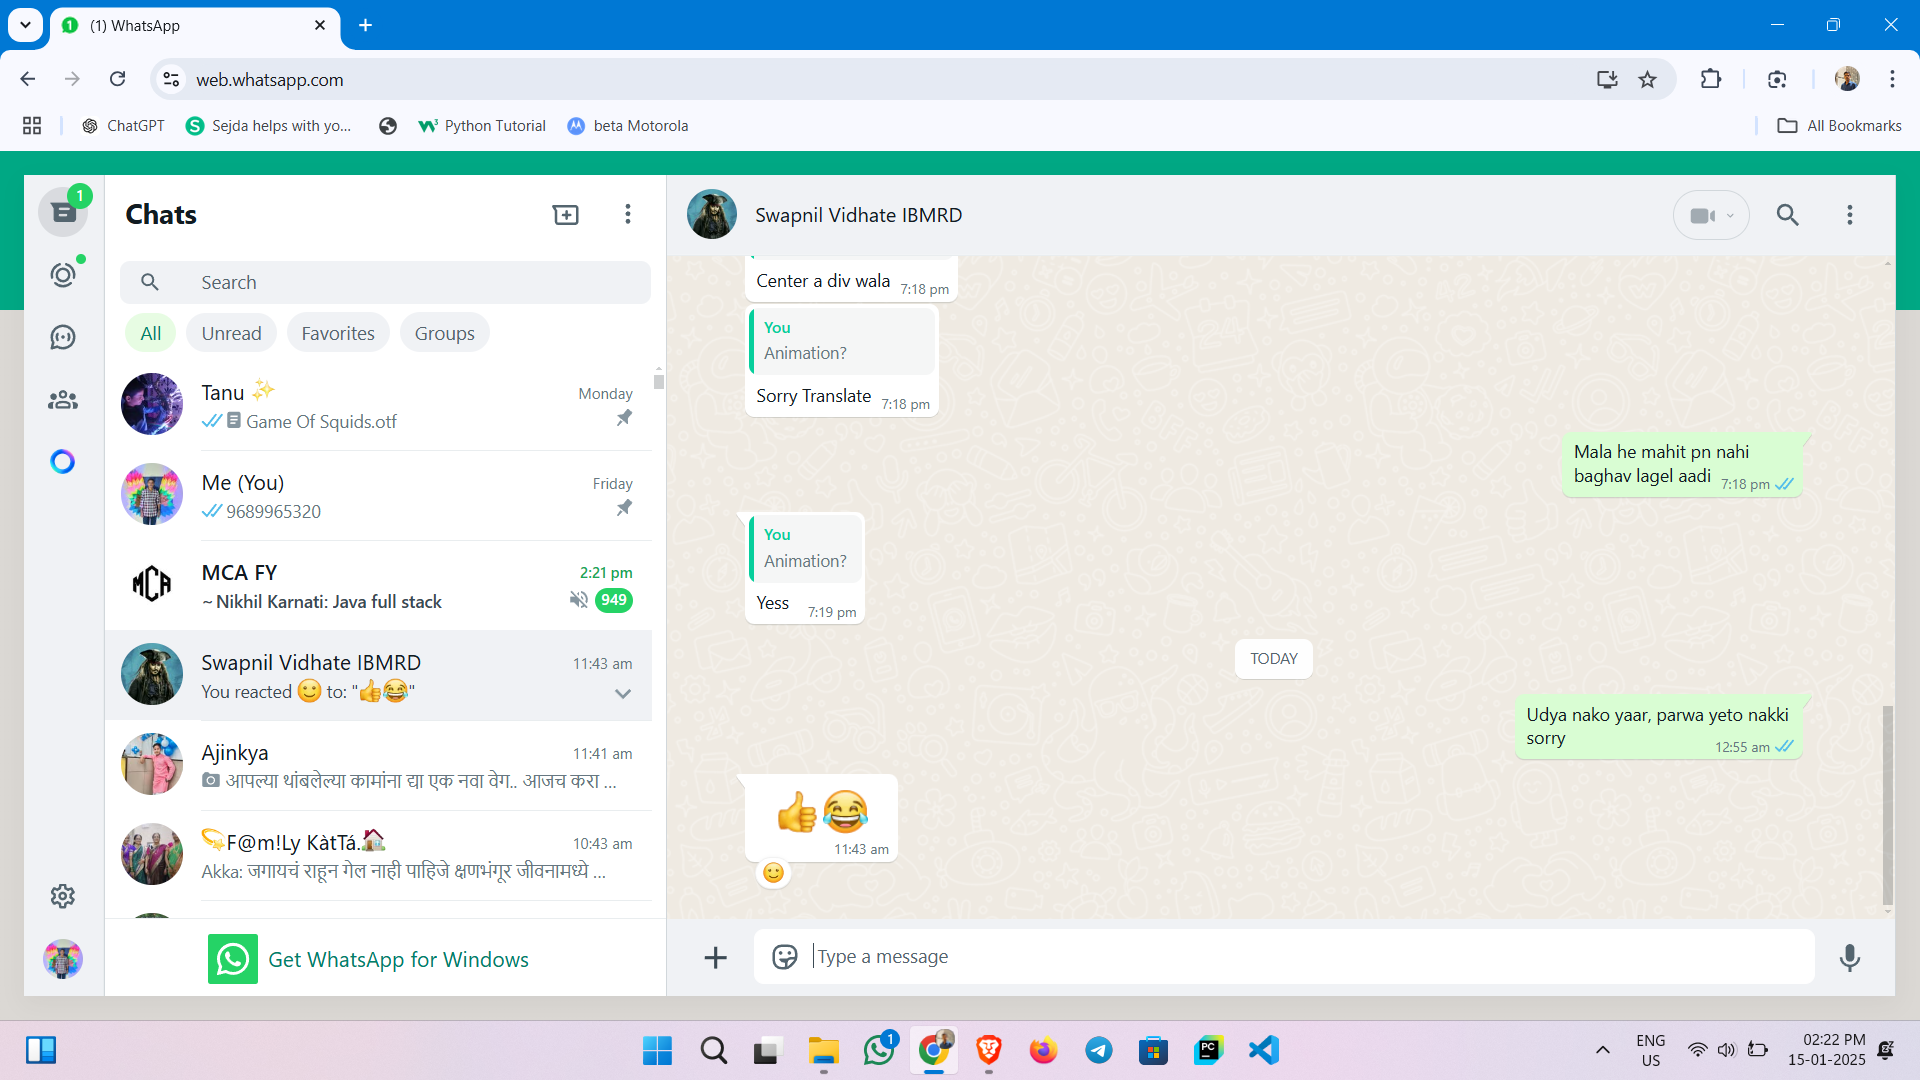 (1) WhatsApp
web.whatsapp.com
ChatGPT
Sejda helps with yo...
Python Tutorial
beta Motorola
All Bookmarks
1
Chats
Search
All
Unread
Favorites
Groups
Tanu ✨
Monday
Game Of Squids.otf
Me (You)
Friday
9689965320
MCA
MCA FY
2:21 pm
~ Nikhil Karnati: Java full stack
949
Swapnil Vidhate IBMRD
11:43 am
You reacted 🙂 to: "👍😂"
Ajinkya
11:41 am
आपल्या थांबलेल्या कामांना द्या एक नवा वेग.. आजच करा ...
💫F@m!Ly KàtTá.🏠
10:43 am
Akka: जगायचं राहून गेल नाही पाहिजे क्षणभंगूर जीवनामध्ये ...
Get WhatsApp for Windows
Swapnil Vidhate IBMRD
Center a div wala
7:18 pm
You
Animation?
Sorry Translate
7:18 pm
Mala he mahit pn nahi
baghav lagel aadi
7:18 pm
You
Animation?
Yess
7:19 pm
TODAY
Udya nako yaar, parwa yeto nakki
sorry
12:55 am
👍😂
11:43 am
🙂
Type a message
1
PC
ENG
US
02:22 PM
15-01-2025